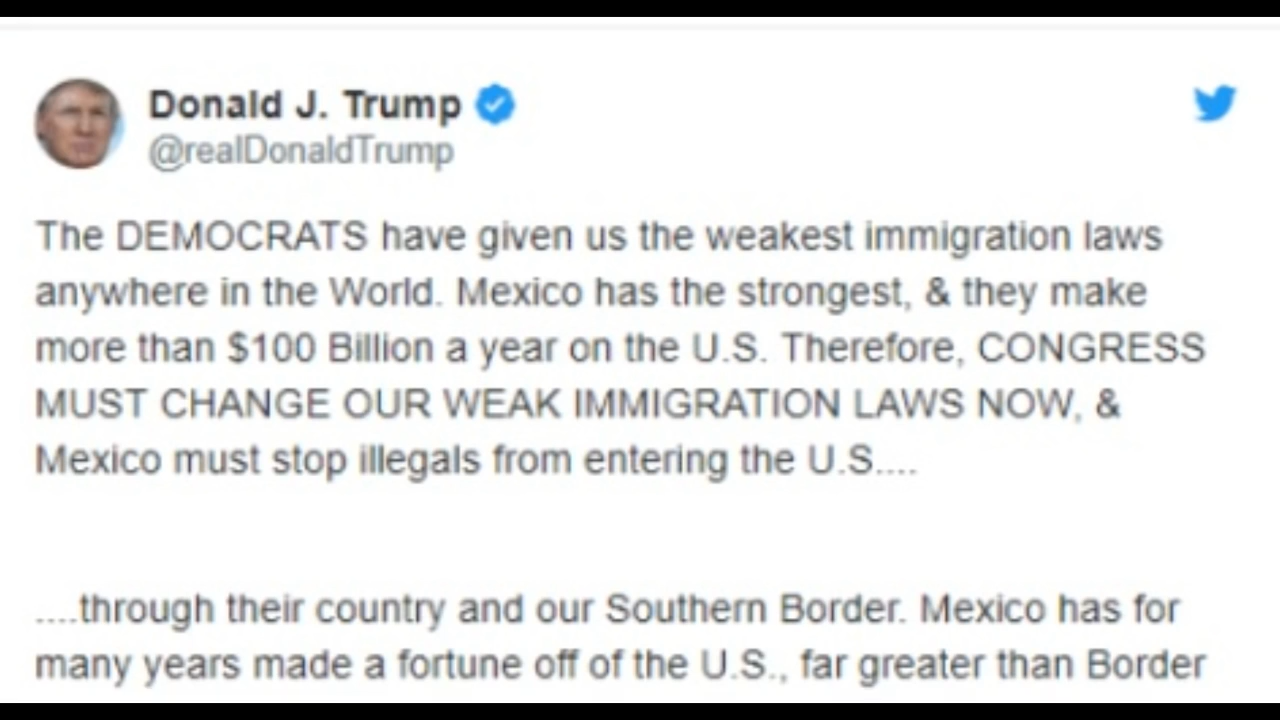 Donald J. Trump
@realDonaldTrump
The DEMOCRATS have given us the weakest immigration laws
anywhere in the World. Mexico has the strongest, & they make
more than $100 Billion a year on the U.S. Therefore, CONGRESS
MUST CHANGE OUR WEAK IMMIGRATION LAWS NOW, &
Mexico must stop illegals from entering the U.S....
....through their country and our Southern Border. Mexico has for
many years made a fortune off of the U.S., far greater than Border